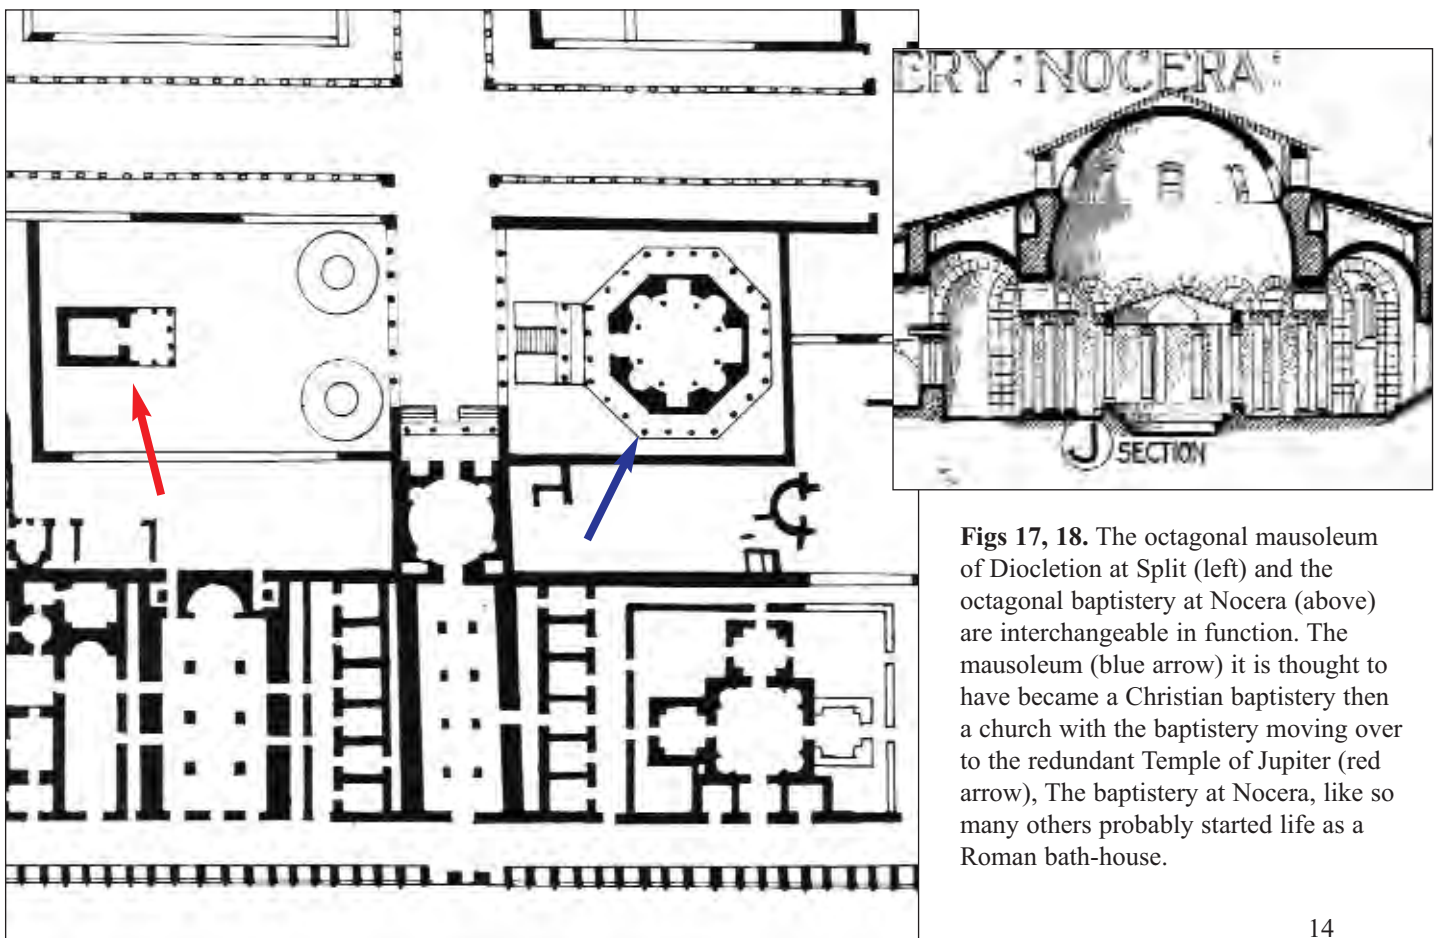 ERY : NOCERA :
J SECTION
Figs 17, 18. The octagonal mausoleum
of Diocletion at Split (left) and the
octagonal baptistery at Nocera (above)
are interchangeable in function. The
mausoleum (blue arrow) it is thought to
have became a Christian baptistery then
a church with the baptistery moving over
to the redundant Temple of Jupiter (red
arrow), The baptistery at Nocera, like so
many others probably started life as a
Roman bath-house.
14